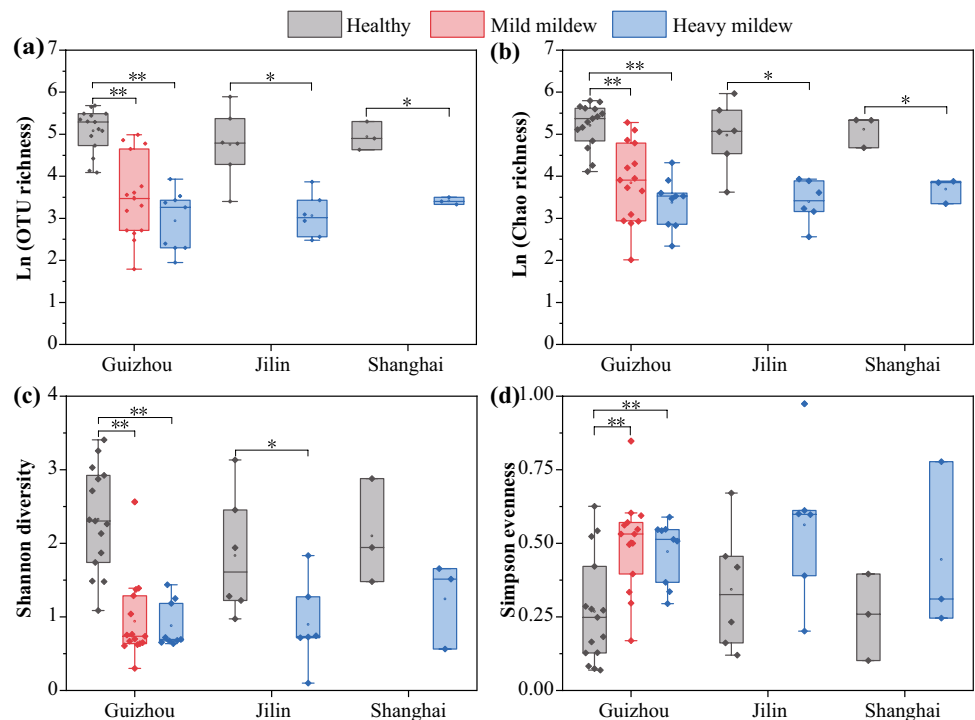 Healthy Mild mildew Heavy mildew
(a) (b)
7 6 5 4 3 2 1 0
Ln (OTU richness)
** ** * *
Guizhou Jilin Shanghai
7 6 5 4 3 2 1 0
Ln (Chao richness)
** ** * *
Guizhou Jilin Shanghai
(c) (d)
4 3 2 1 0
Shannon diversity
** ** *
Guizhou Jilin Shanghai
1.00 0.75 0.50 0.25 0.00
Simpson evenness
** **
Guizhou Jilin Shanghai